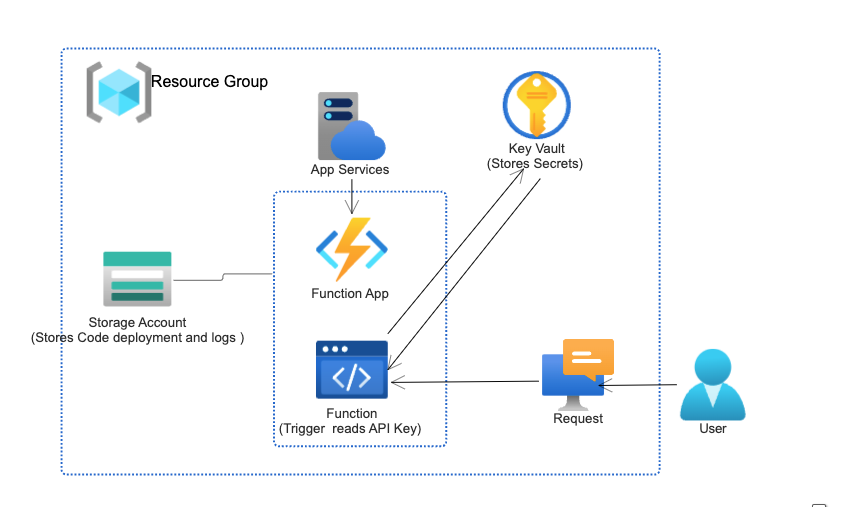 Resource Group
App Services
Key Vault
(Stores Secrets)
Function App
Storage Account
(Stores Code deployment and logs )
Function
(Trigger  reads API Key)
Request
User